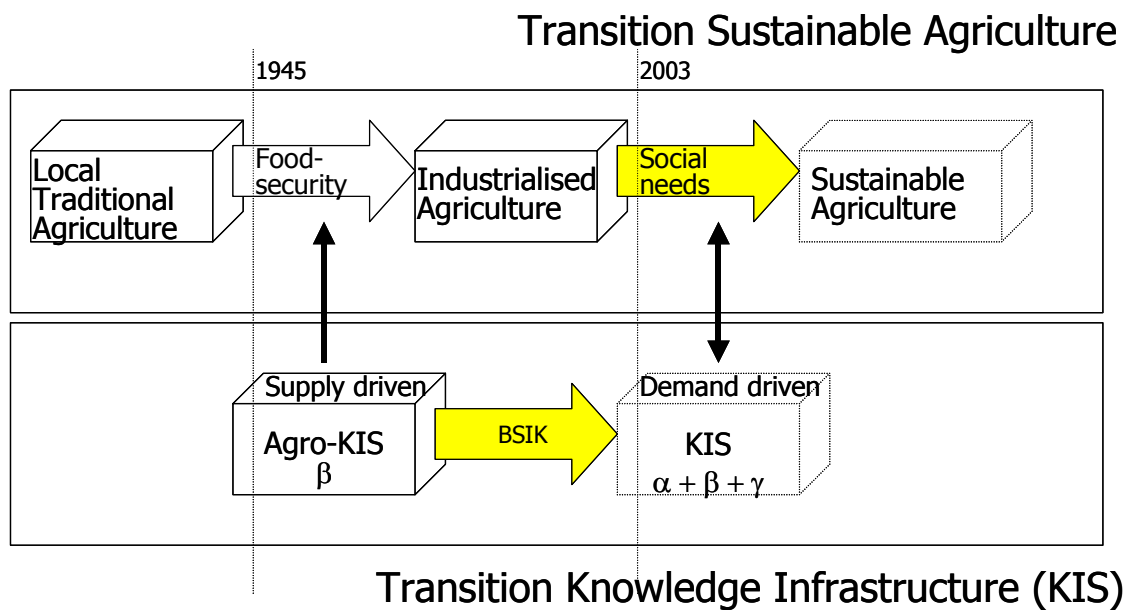 Transition Sustainable Agriculture
1945
2003
Local
Traditional
Agriculture
Food-
security
Industrialised
Agriculture
Social
needs
Sustainable
Agriculture
Supply driven
Agro-KIS
β
BSIK
Demand driven
KIS
α + β + γ
Transition Knowledge Infrastructure (KIS)